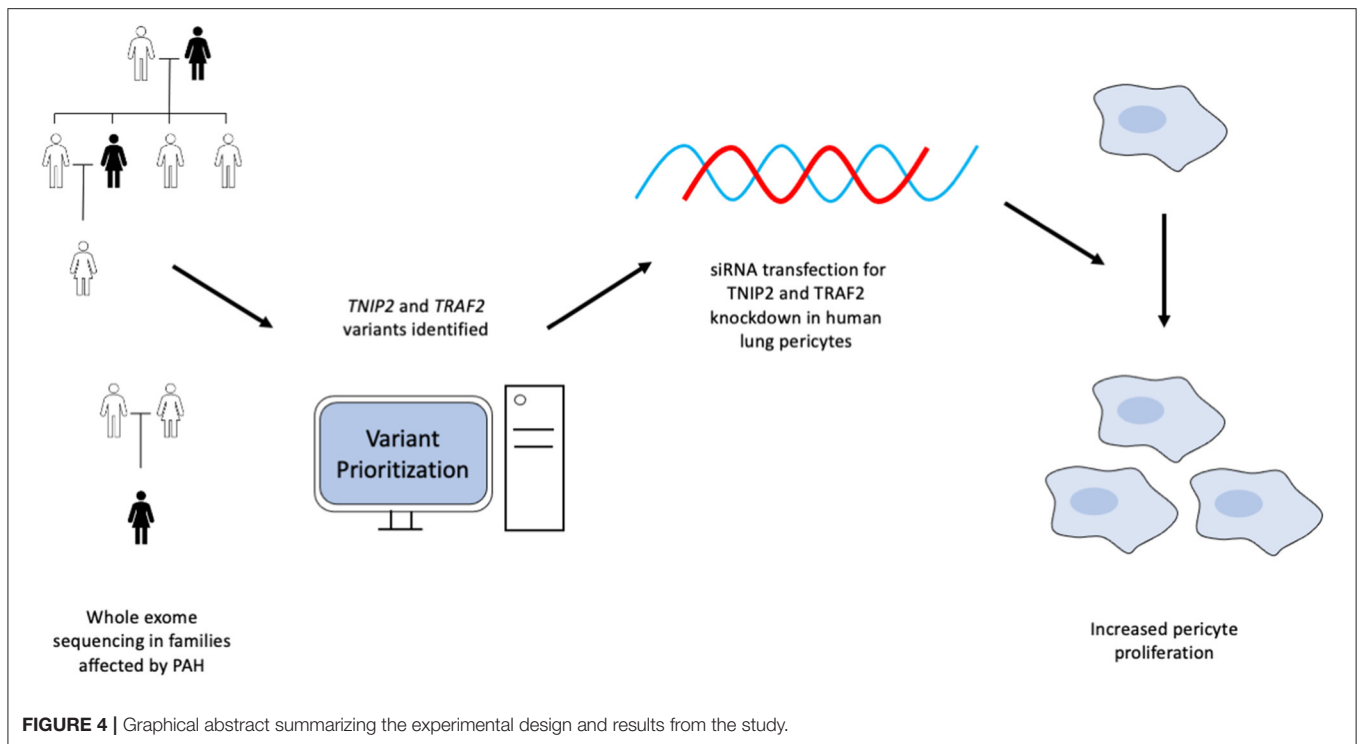 Whole exome
sequencing in families
affected by PAH
TNIP2 and TRAF2
variants identified
Variant
Prioritization
siRNA transfection for
TNIP2 and TRAF2
knockdown in human
lung pericytes
Increased pericyte
proliferation
FIGURE 4 | Graphical abstract summarizing the experimental design and results from the study.